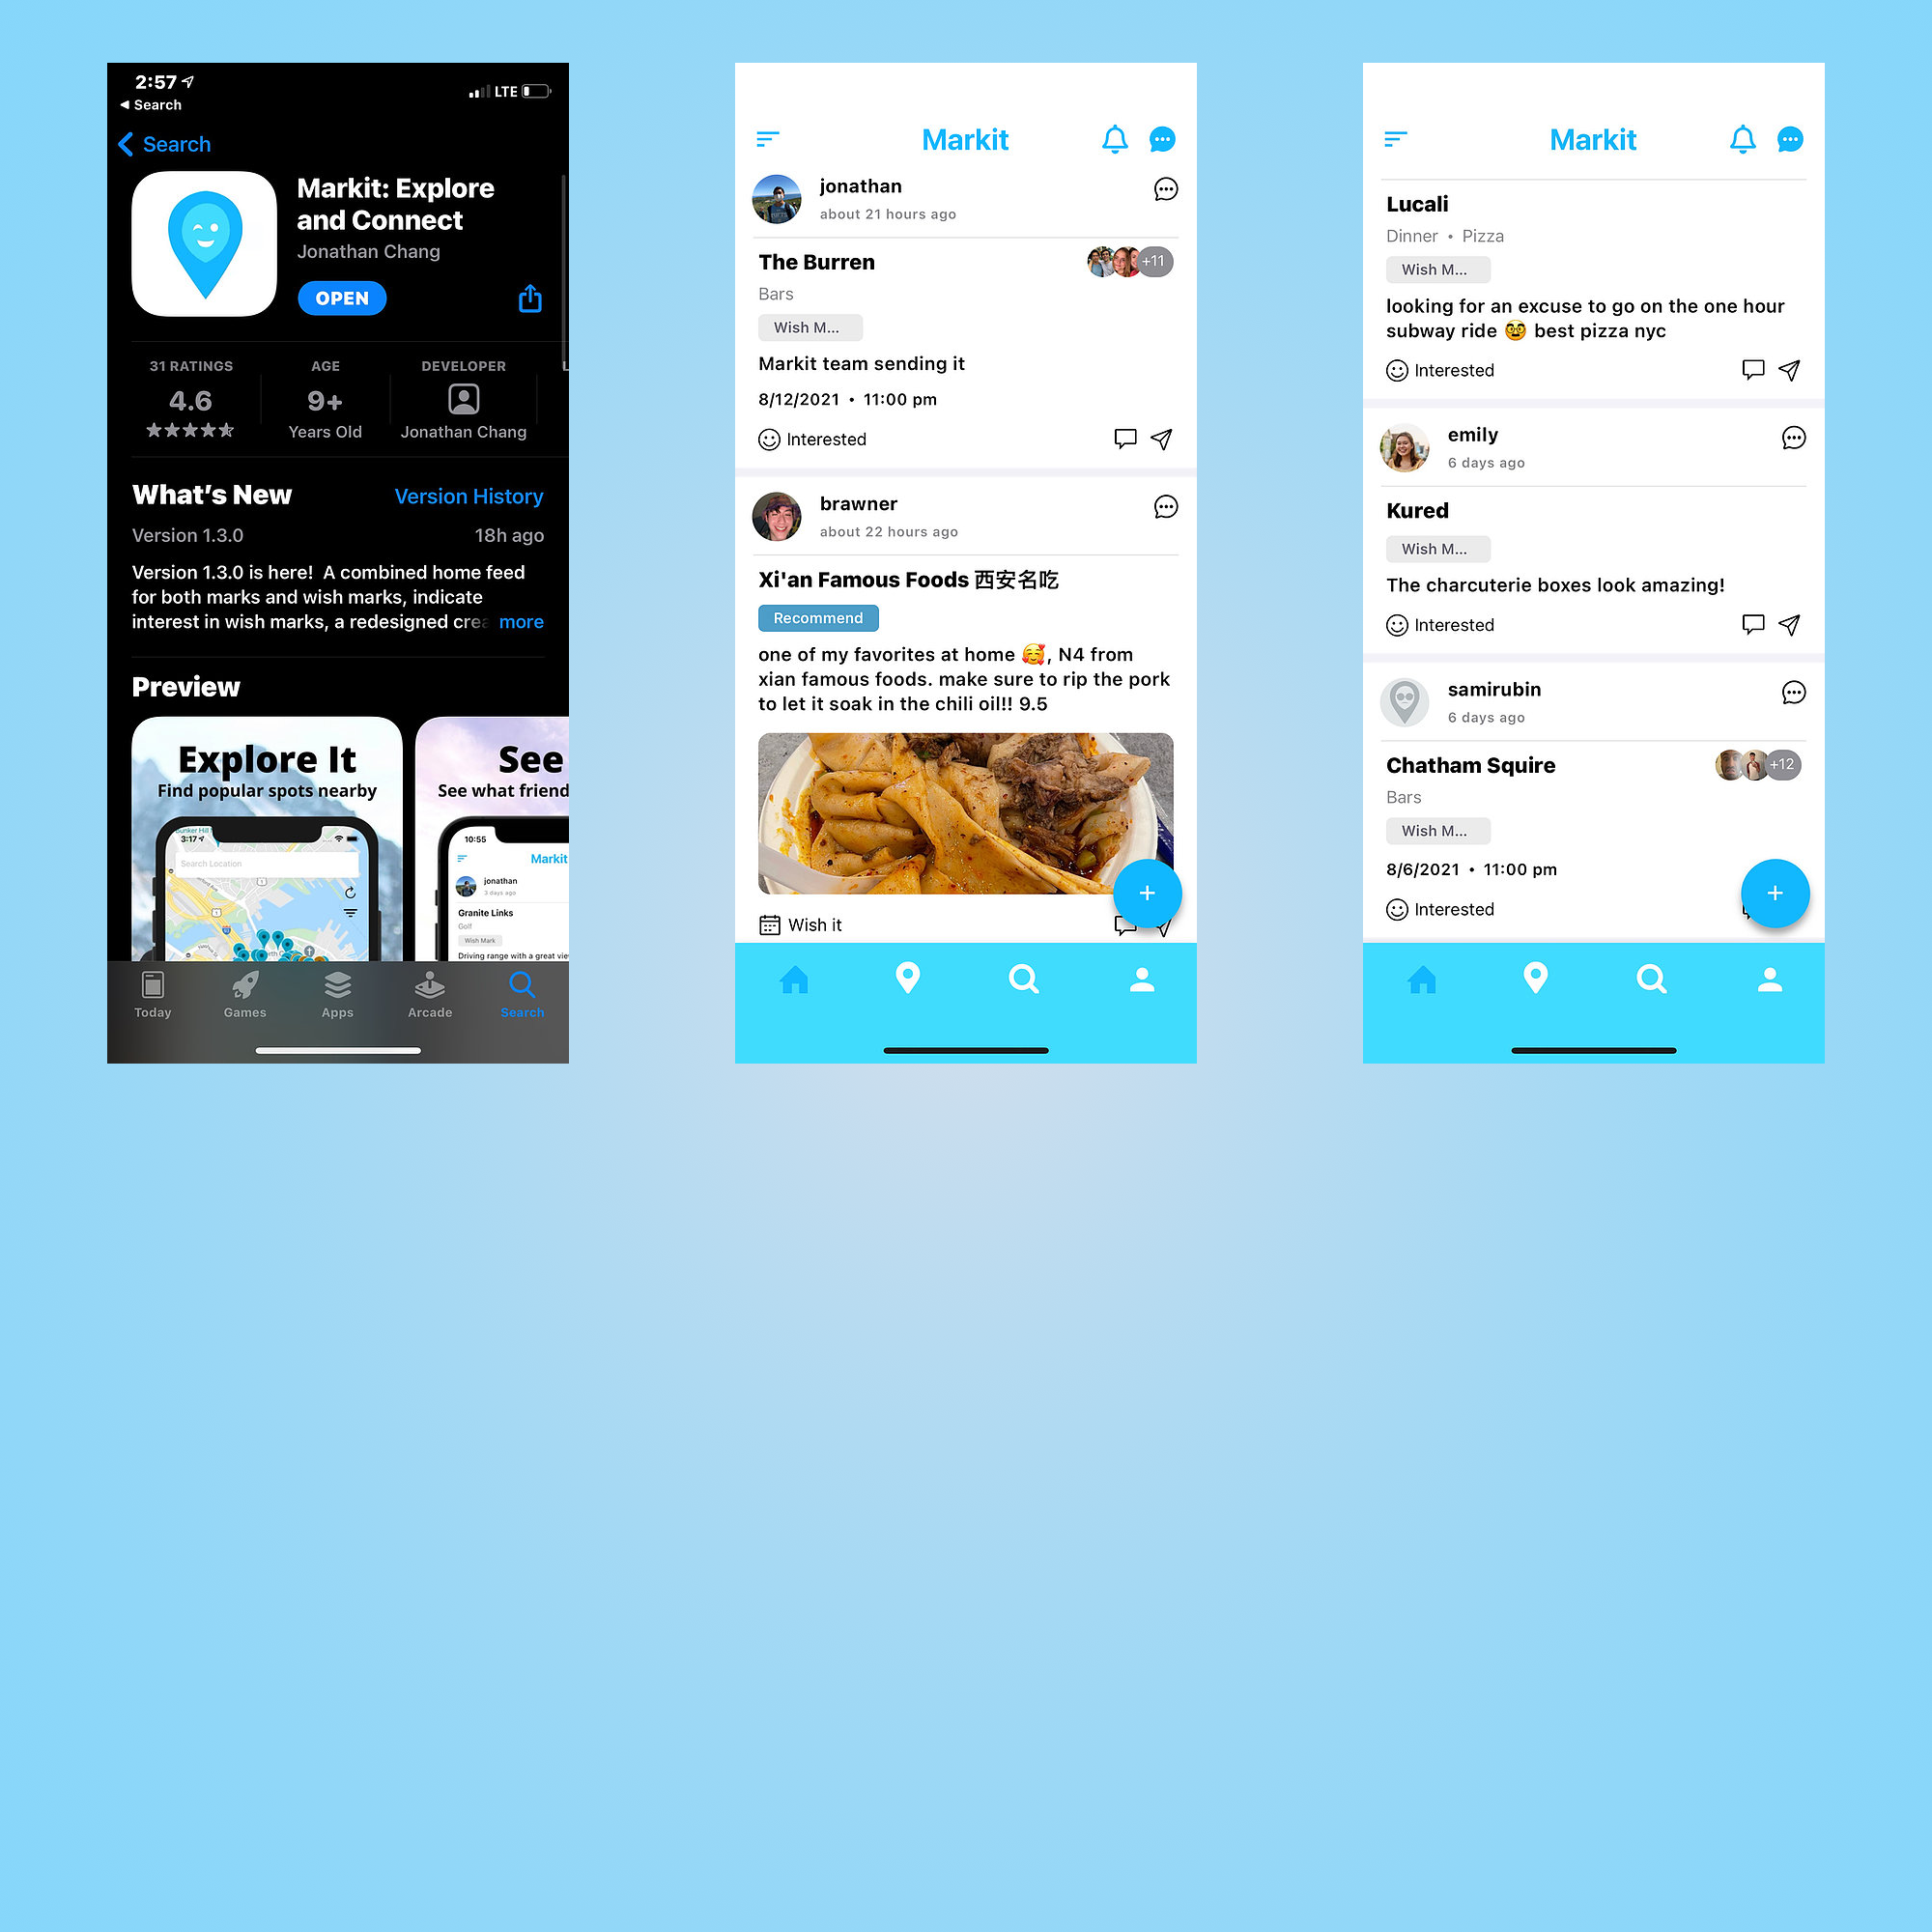 2:57
LTE
Search
Search
Markit: Explore
and Connect
Jonathan Chang
OPEN
31 RATINGS
4.6
AGE
9+
Years Old
DEVELOPER
Jonathan Chang
L
What's New
Version History
Version 1.3.0
18h ago
Version 1.3.0 is here! A combined home feed
for both marks and wish marks, indicate
interest in wish marks, a redesigned crea more
Preview
Explore It
Find popular spots nearby
Bunker Hill
3:17
Search Location
See
See what friend
10:55
Markit
jonathan
3 days ago
Granite Links
Golf
Wish Mark
Driving range with a great vie
Today
Games
Apps
Arcade
Search
Markit
jonathan
about 21 hours ago
The Burren
+11
Bars
Wish M...
Markit team sending it
8/12/2021 • 11:00 pm
Interested
brawner
about 22 hours ago
Xi'an Famous Foods 西安名吃
Recommend
one of my favorites at home 🥰, N4 from
xian famous foods. make sure to rip the pork
to let it soak in the chili oil!! 9.5
+
Wish it
Markit
Lucali
Dinner • Pizza
Wish M...
looking for an excuse to go on the one hour
subway ride 🥸 best pizza nyc
Interested
emily
6 days ago
Kured
Wish M...
The charcuterie boxes look amazing!
Interested
samirubin
6 days ago
Chatham Squire
+12
Bars
Wish M...
8/6/2021 • 11:00 pm
+
Interested